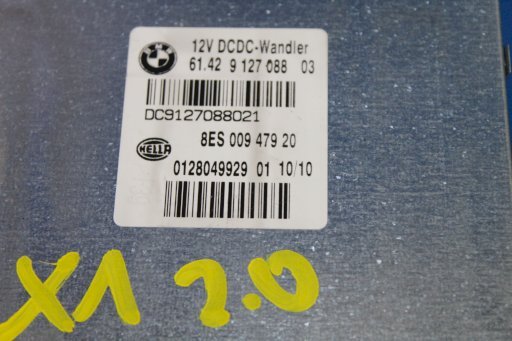 BMW
12V DCDC-Wandler
61.42 9 127 088 03
DC9127088021
8ES 009 479 20
HELLA
0128049929 01 10/10
X1 2.0